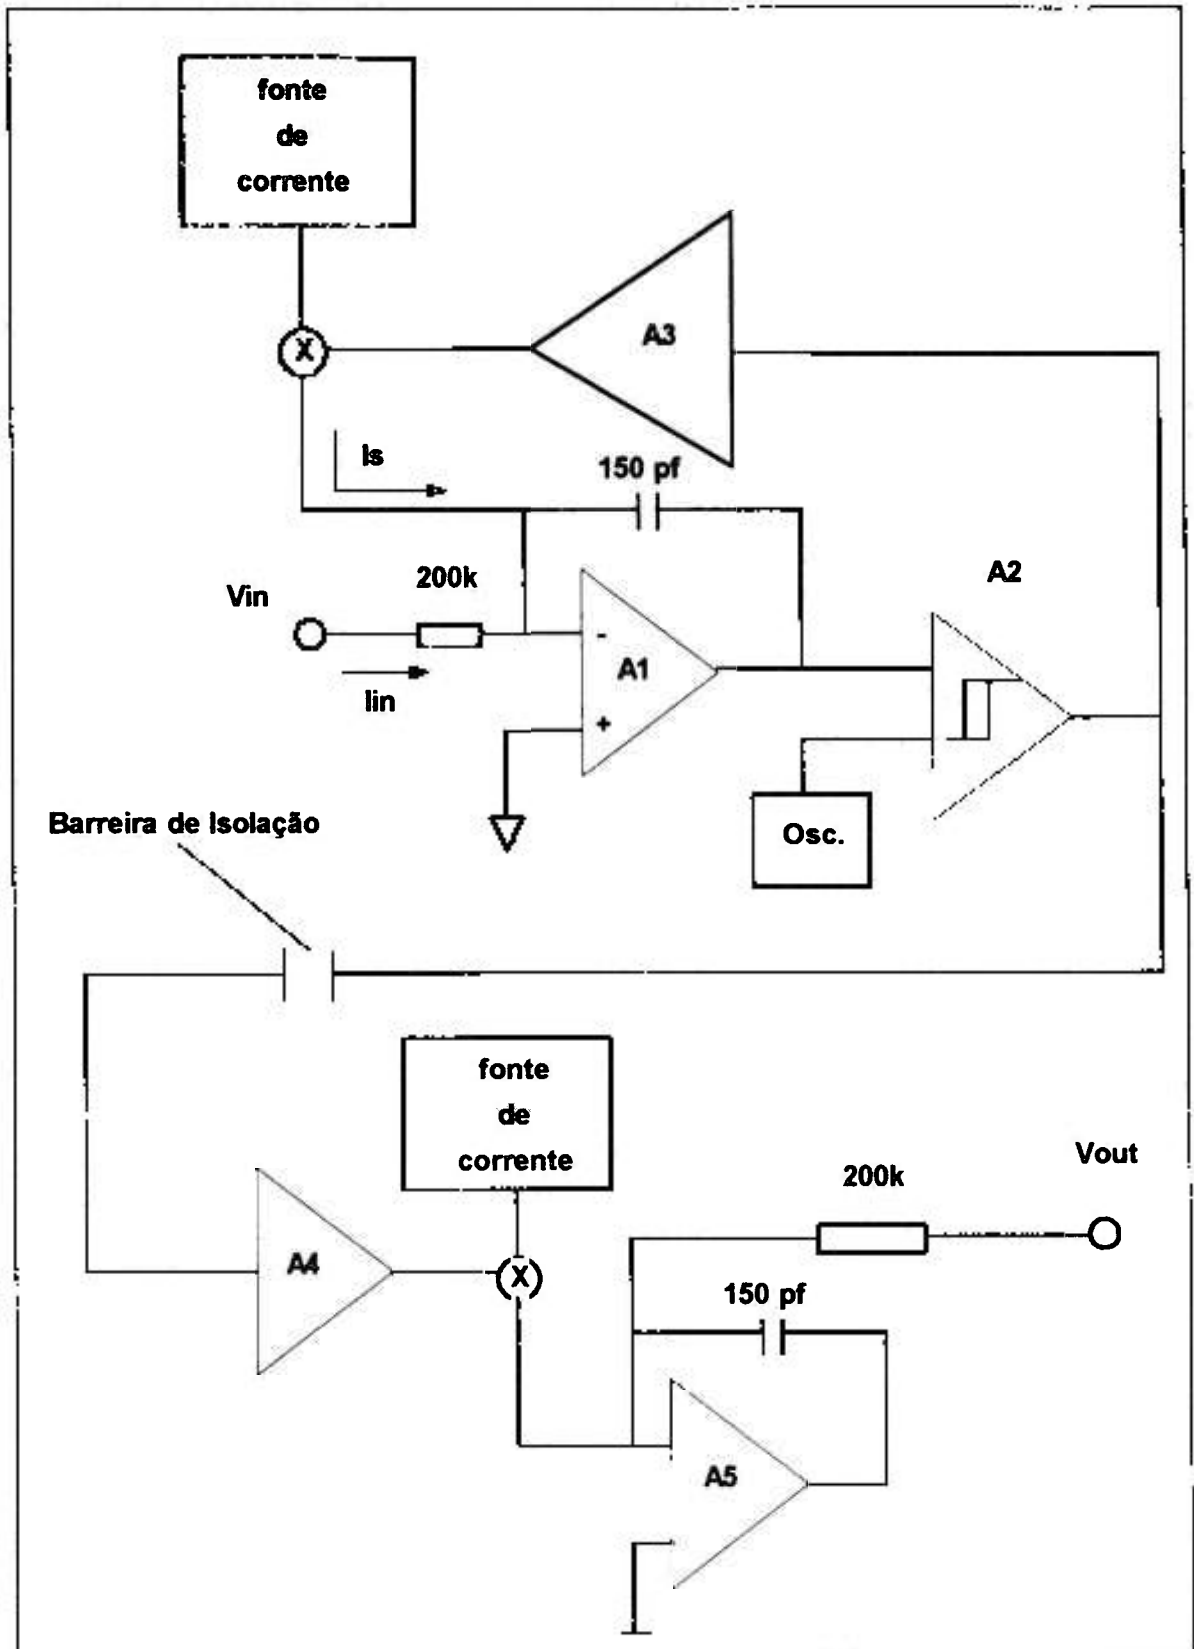 fonte
de
corrente
X
A3
Is
150 pf
A2
200k
Vin
-
A1
Iin
+
Osc.
Barreira de Isolação
fonte
de
corrente
Vout
200k
A4
X
150 pf
A5